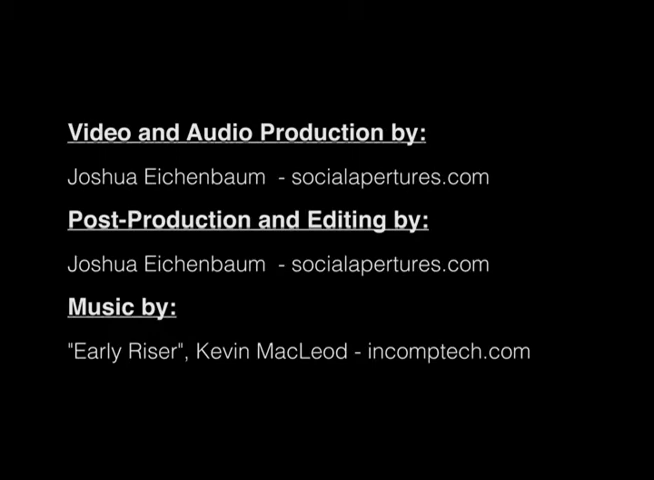 Video and Audio Production by:
Joshua Eichenbaum - socialapertures.com
Post-Production and Editing by:
Joshua Eichenbaum - socialapertures.com
Music by:
"Early Riser", Kevin MacLeod - incomptech.com